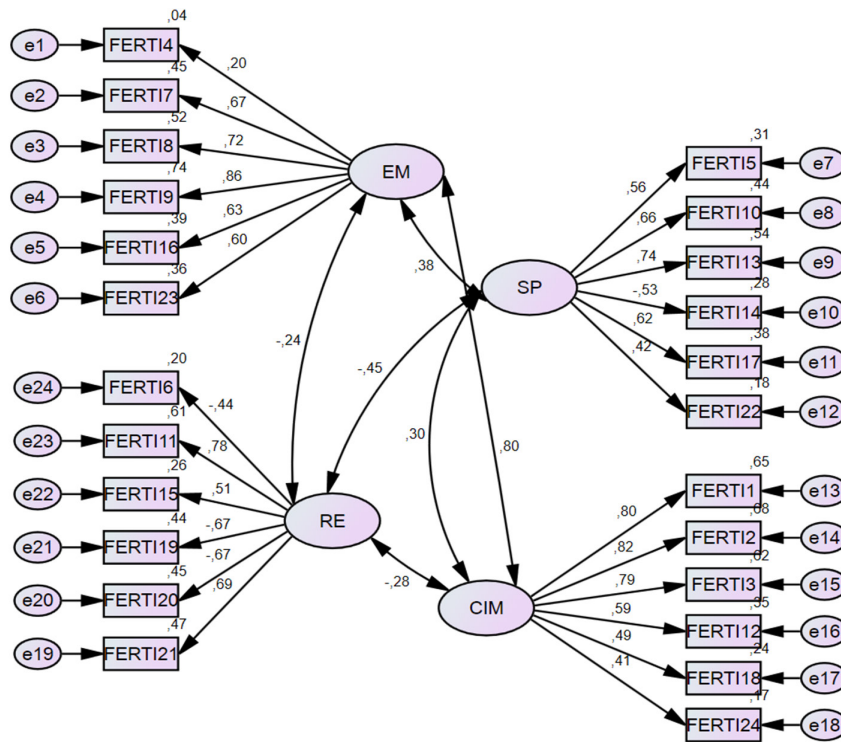 ,04
e1 FERTI4
,20
,45
e2 FERTI7
,67
,52
e3 FERTI8
,72
,74
e4 FERTI9
,86
,39
e5 FERTI16
,63
,36
e6 FERTI23
,60
EM
,31
FERTI5 e7
,56
,44
FERTI10 e8
,66
,54
FERTI13 e9
,74
,28
FERTI14 e10
-,53
,38
FERTI17 e11
,62
,18
FERTI22 e12
,42
SP
,38
-,24
-,45
,30
,80
-,28
,20
e24 FERTI6
-,44
,61
e23 FERTI11
,78
,26
e22 FERTI15
,51
,44
e21 FERTI19
-,67
,45
e20 FERTI20
-,67
,47
e19 FERTI21
,69
RE
,65
FERTI1 e13
,80
,68
FERTI2 e14
,82
,62
FERTI3 e15
,79
,35
FERTI12 e16
,59
,24
FERTI18 e17
,49
,17
FERTI24 e18
,41
CIM